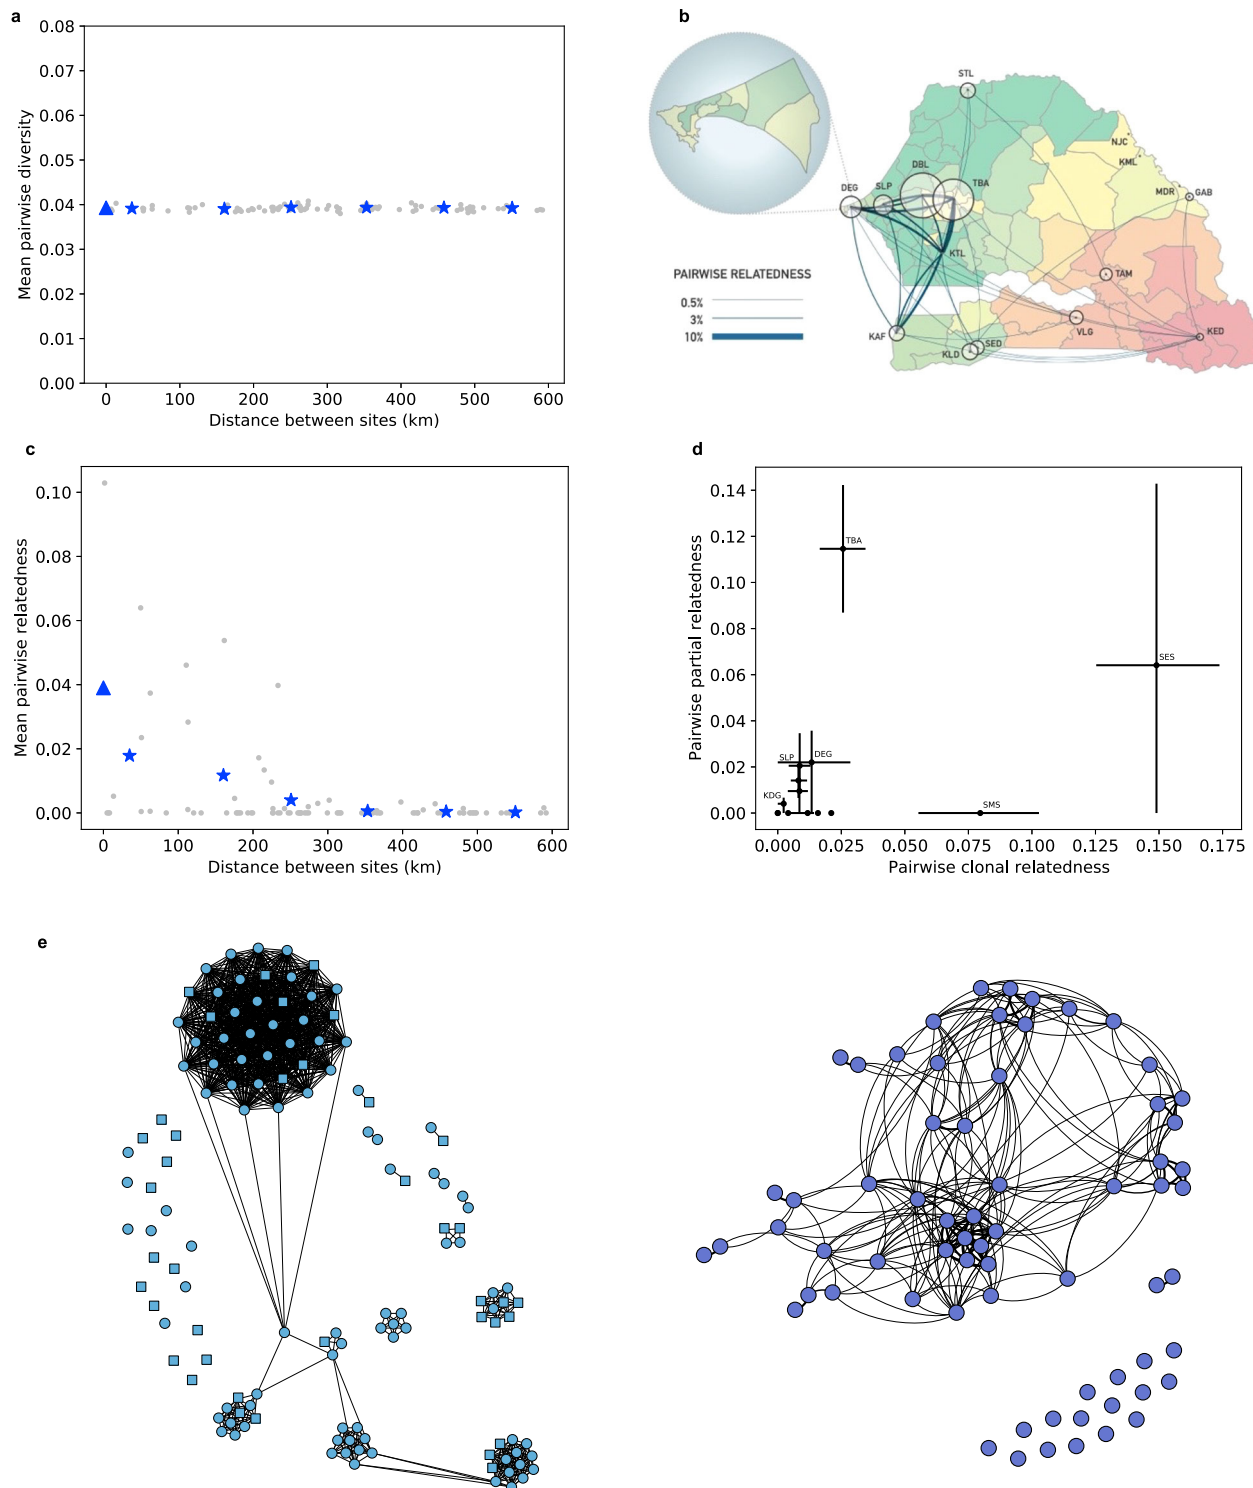 a
0.08
0.07
0.06
0.05
0.04
0.03
0.02
0.01
0.00
Mean pairwise diversity
0 100 200 300 400 500 600
Distance between sites (km)
b
STL
NJC
KML
DBL
DEG SLP TBA
MDR GAB
KTL
PAIRWISE RELATEDNESS
0.5%
3%
10%
TAM
KAF
VLG
KED
KLD SED
c
0.10
0.08
0.06
0.04
0.02
0.00
Mean pairwise relatedness
0 100 200 300 400 500 600
Distance between sites (km)
d
0.14
0.12
0.10
0.08
0.06
0.04
0.02
0.00
Pairwise partial relatedness
TBA
SES
SLP DEG
KDG
SMS
0.000 0.025 0.050 0.075 0.100 0.125 0.150 0.175
Pairwise clonal relatedness
e